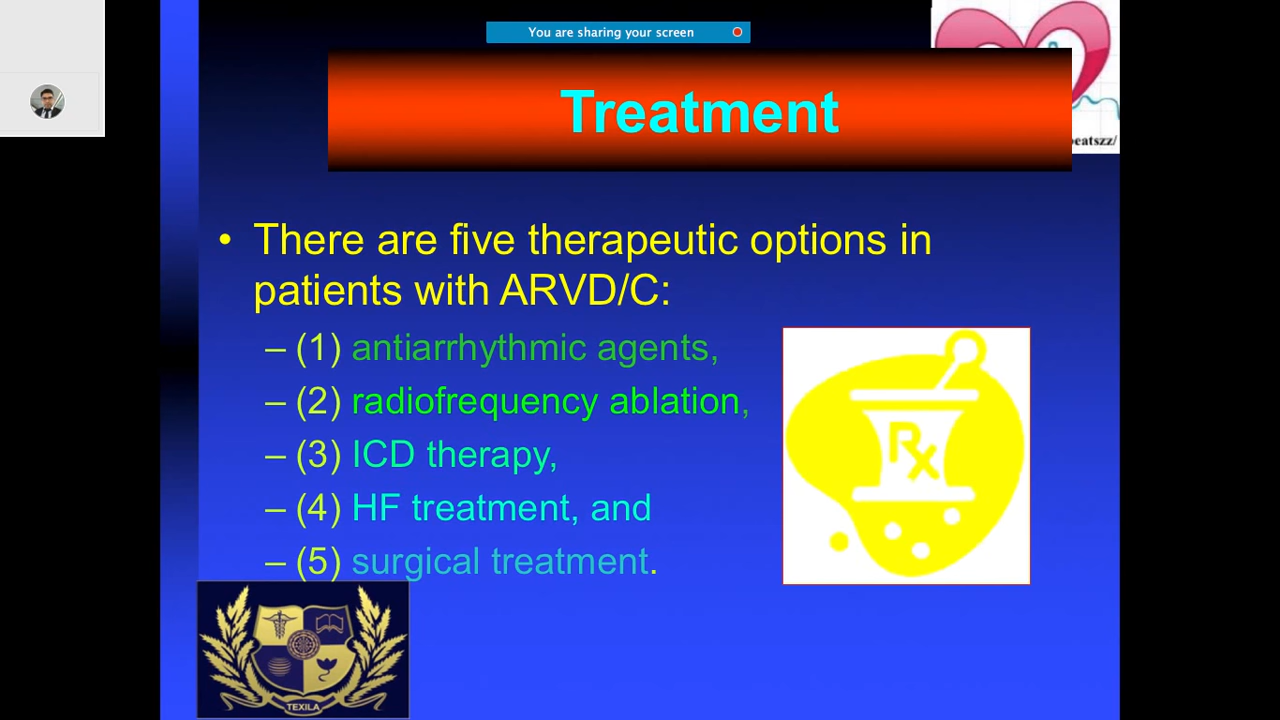 You are sharing your screen
Treatment
eatszz/
• There are five therapeutic options in
patients with ARVD/C:
– (1) antiarrhythmic agents,
– (2) radiofrequency ablation,
– (3) ICD therapy,
– (4) HF treatment, and
– (5) surgical treatment.
Rx
TEXILA